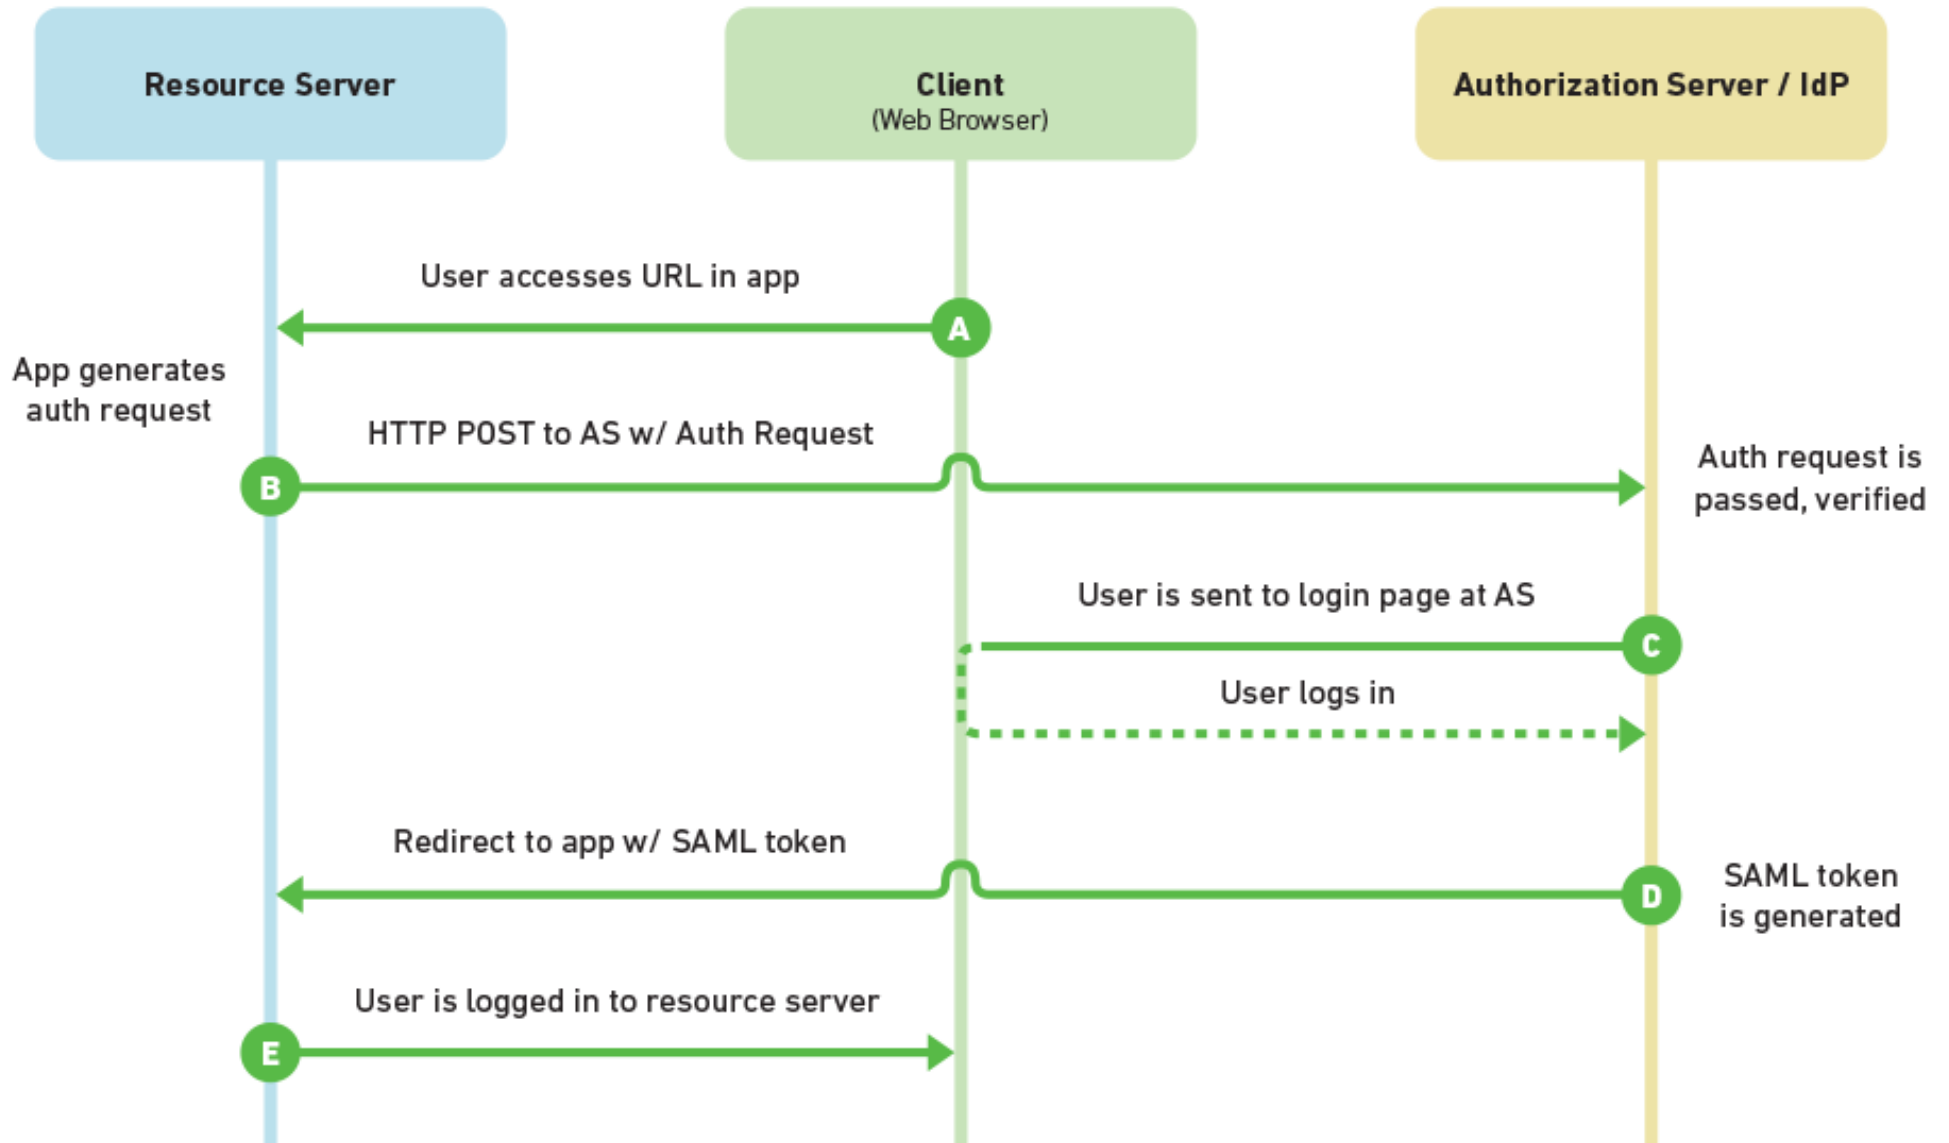 Resource Server
Client
(Web Browser)
Authorization Server / IdP
User accesses URL in app
A
App generates
auth request
HTTP POST to AS w/ Auth Request
B
Auth request is
passed, verified
User is sent to login page at AS
C
User logs in
Redirect to app w/ SAML token
D
SAML token
is generated
User is logged in to resource server
E